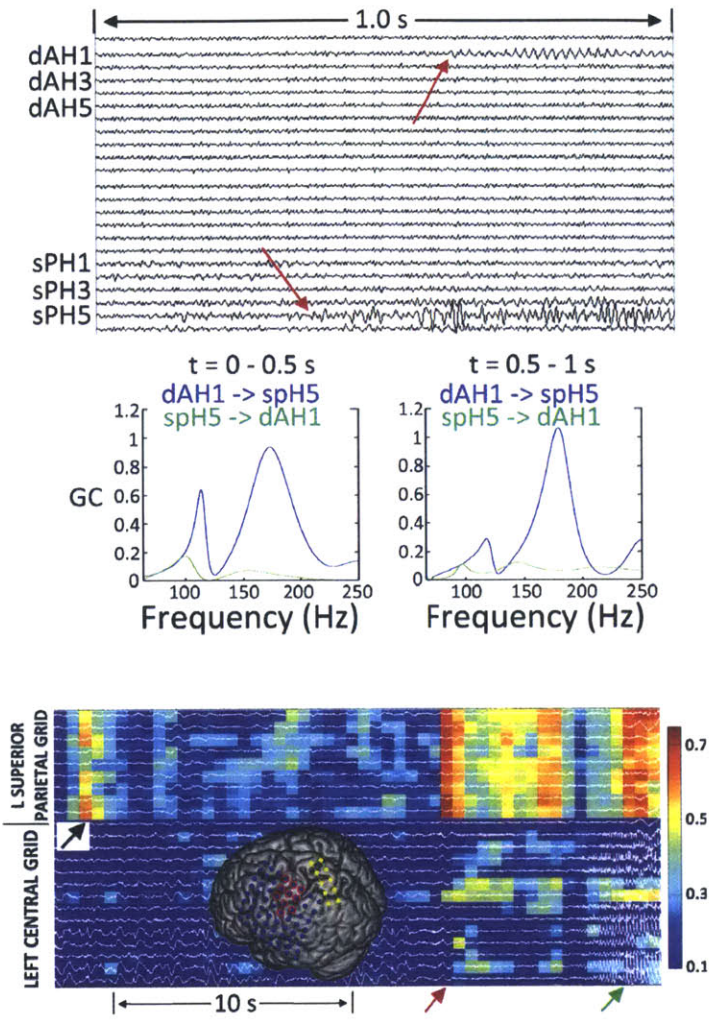 1.0 s
dAH1
dAH3
dAH5
sPH1
sPH3
sPH5
t = 0 - 0.5 s
dAH1 -> spH5
spH5 -> dAH1
1.2
1
0.8
0.6
0.4
0.2
0
GC
100 150 200 250
Frequency (Hz)
t = 0.5 - 1 s
dAH1 -> spH5
spH5 -> dAH1
1.2
1
0.8
0.6
0.4
0.2
0
100 150 200 250
Frequency (Hz)
L SUPERIOR
PARIETAL GRID
LEFT CENTRAL GRID
0.7
0.5
0.3
0.1
10 s